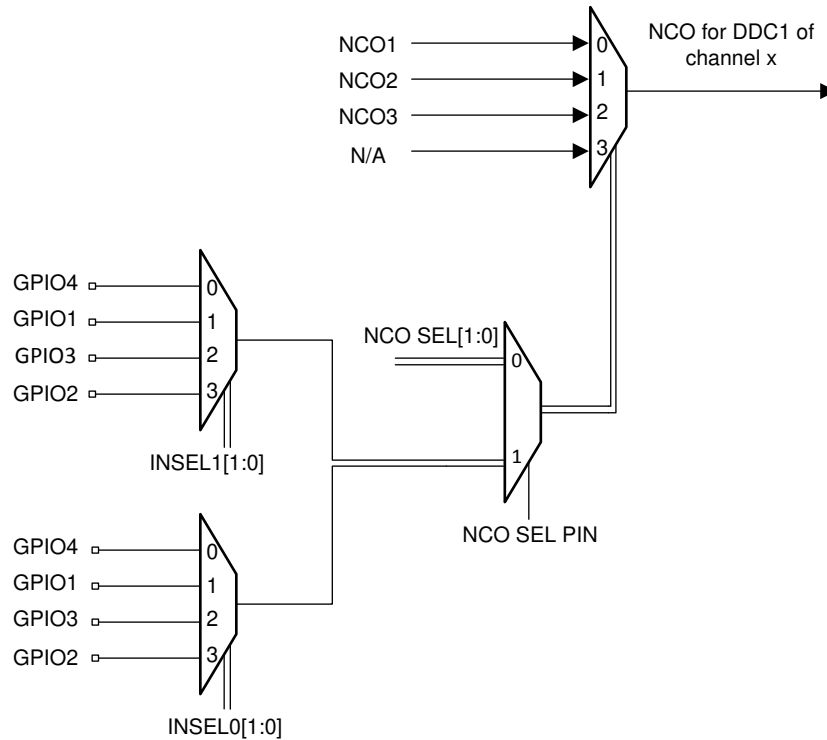 NCO1
NCO2
NCO3
N/A
0
1
2
3
NCO for DDC1 of
channel x
GPIO4
GPIO1
GPIO3
GPIO2
0
1
2
3
INSEL1[1:0]
NCO SEL[1:0]
0
1
NCO SEL PIN
GPIO4
GPIO1
GPIO3
GPIO2
0
1
2
3
INSEL0[1:0]